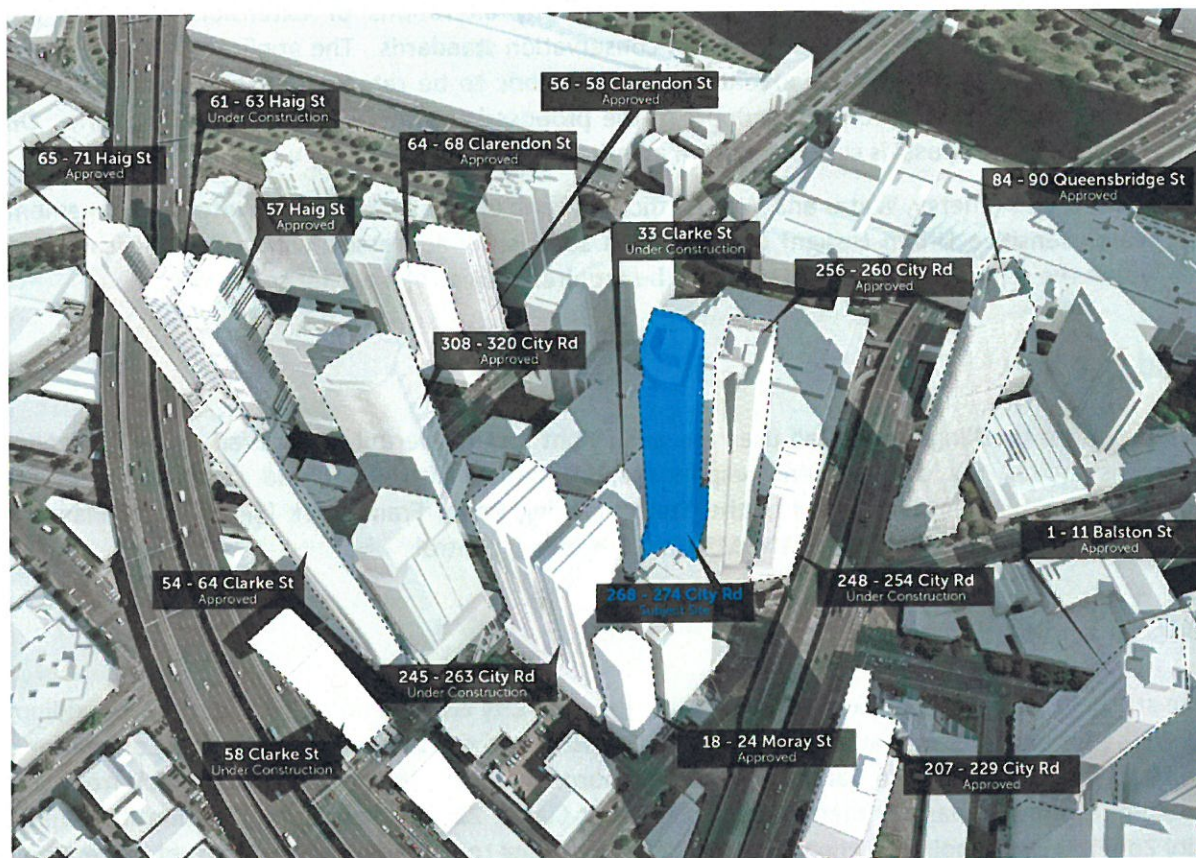 constitution standards. The appli
56 - 58 Clarendon St
Approved
61 - 63 Haig St
Under Construction
65 - 71 Haig St
Approved
64 - 68 Clarendon St
Approved
84 - 90 Queensbridge St
Approved
57 Haig St
Approved
33 Clarke St
Under Construction
256 - 260 City Rd
Approved
308 - 320 City Rd
Approved
1 - 11 Balston St
Approved
54 - 64 Clarke St
Approved
268 - 274 City Rd
Subject Site
248 - 254 City Rd
Under Construction
245 - 263 City Rd
Under Construction
58 Clarke St
Under Construction
18 - 24 Moray St
Approved
207 - 229 City Rd
Approved